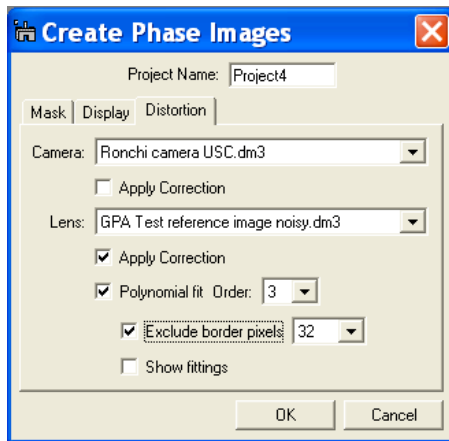 Create Phase Images
Project Name: Project4
Mask Display Distortion
Camera: Ronchi camera USC.dm3
Apply Correction
Lens: GPA Test reference image noisy.dm3
Apply Correction
Polynomial fit Order: 3
Exclude border pixels 32
Show fittings
OK Cancel